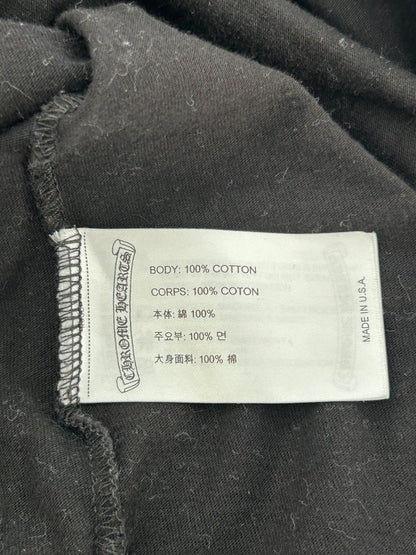 CHROME HEARTS
BODY: 100% COTTON
CORPS: 100% COTON
本体: 綿 100%
주요부: 100% 면
大身面料: 100% 棉
MADE IN U.S.A.